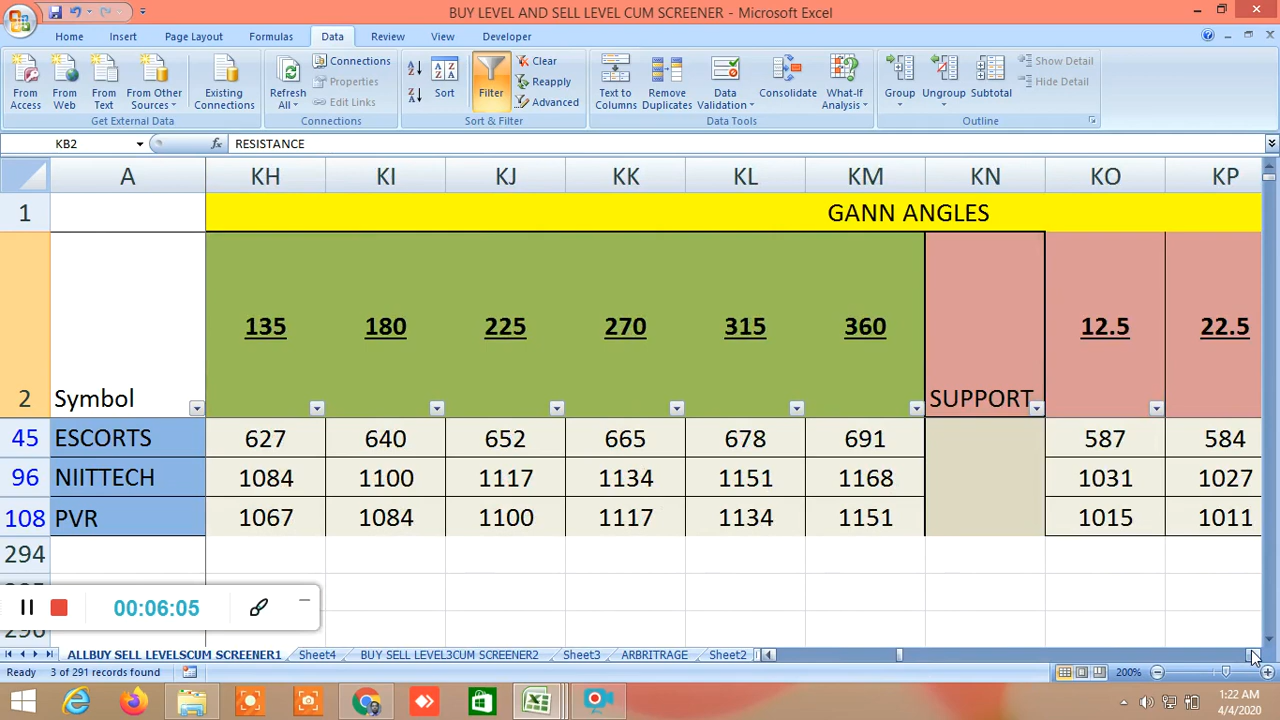 BUY LEVEL AND SELL LEVEL CUM SCREENER - Microsoft Excel
Home Insert Page Layout Formulas Data Review View Developer
From Access
From Web
From Text
From Other Sources
Get External Data
Existing Connections
Refresh All
Connections
Properties
Edit Links
Connections
Sort
Filter
Clear
Reapply
Advanced
Sort & Filter
Text to Columns
Remove Duplicates
Data Validation
Consolidate
What-If Analysis
Data Tools
Group
Ungroup
Subtotal
Show Detail
Hide Detail
Outline
KB2 fx RESISTANCE
A KH KI KJ KK KL KM KN KO KP
1 GANN ANGLES
135 180 225 270 315 360 12.5 22.5
2 Symbol SUPPORT
45 ESCORTS 627 640 652 665 678 691 587 584
96 NIITTECH 1084 1100 1117 1134 1151 1168 1031 1027
108 PVR 1067 1084 1100 1117 1134 1151 1015 1011
294
00:06:05
ALLBUY SELL LEVELSCUM SCREENER1 Sheet4 BUY SELL LEVEL3CUM SCREENER2 Sheet3 ARBITRAGE Sheet2
Ready 3 of 291 records found 200%
1:22 AM
4/4/2020